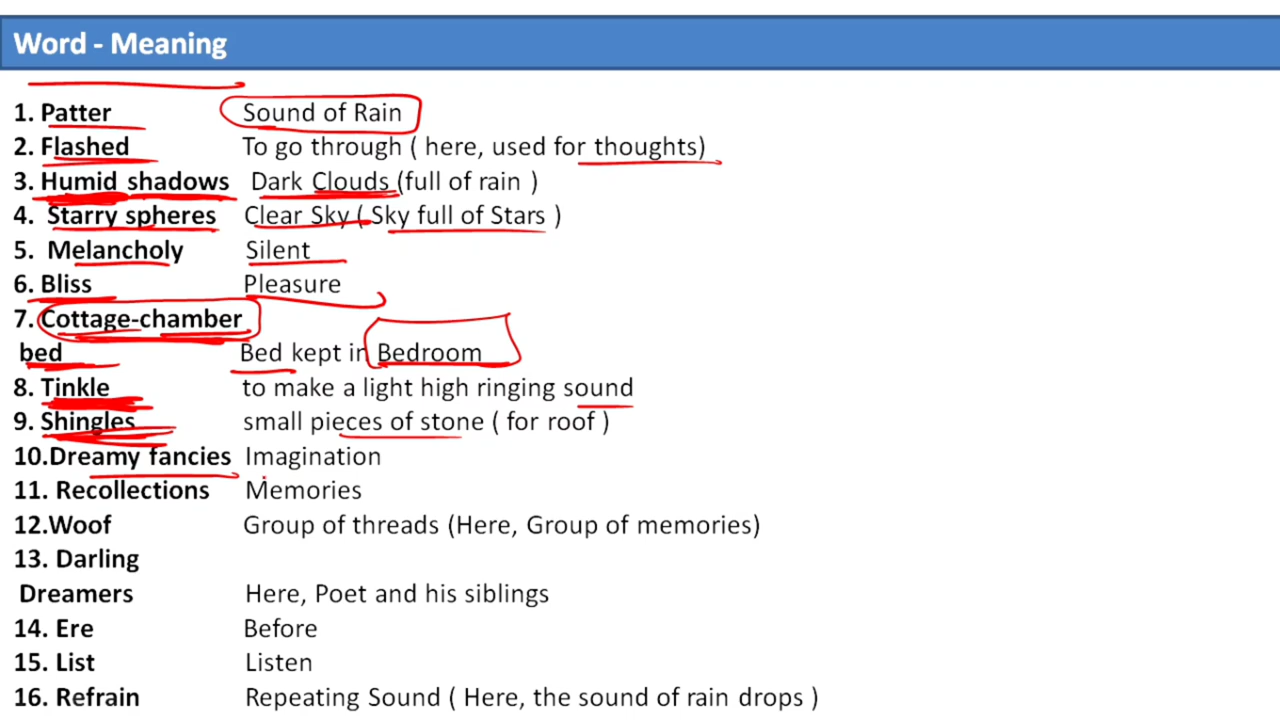 Word - Meaning
1. Patter Sound of Rain
2. Flashed To go through ( here, used for thoughts)
3. Humid shadows Dark Clouds (full of rain )
4. Starry spheres Clear Sky ( Sky full of Stars )
5. Melancholy Silent
6. Bliss Pleasure
7. Cottage-chamber
bed Bed kept in Bedroom
8. Tinkle to make a light high ringing sound
9. Shingles small pieces of stone ( for roof )
10.Dreamy fancies Imagination
11. Recollections Memories
12.Woof Group of threads (Here, Group of memories)
13. Darling
Dreamers Here, Poet and his siblings
14. Ere Before
15. List Listen
16. Refrain Repeating Sound ( Here, the sound of rain drops )